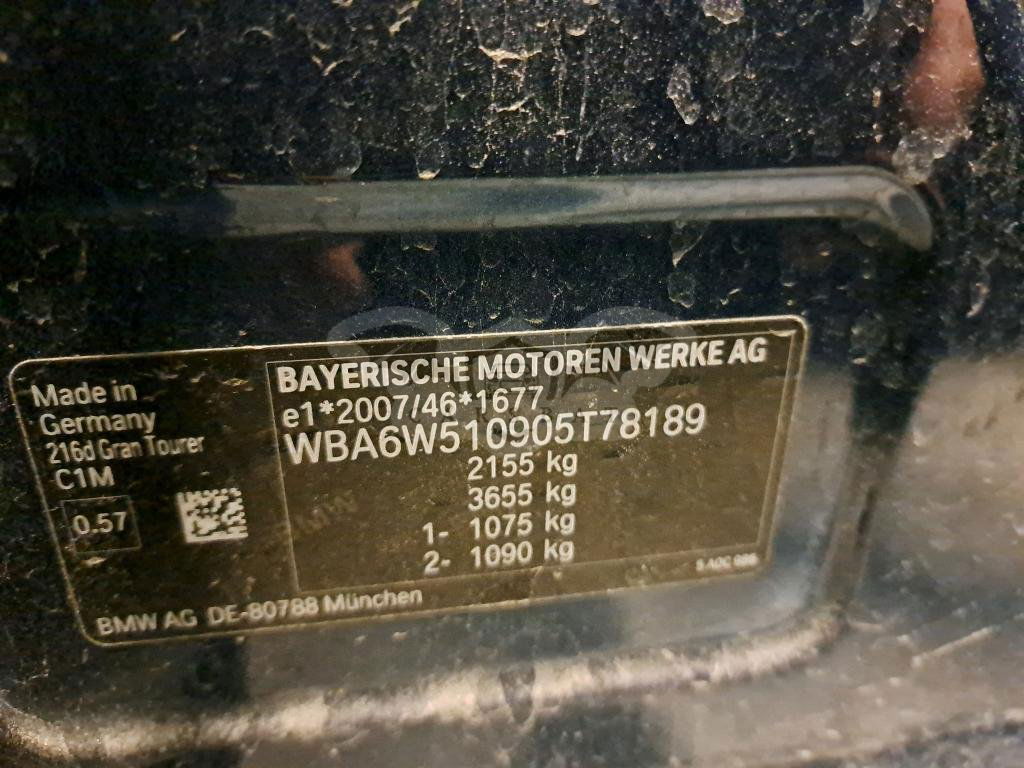 Made in
Germany
216d Gran Tourer
C1M
0.57
BAYERISCHE MOTOREN WERKE AG
e1*2007/46*1677
WBA6W510905T78189
2155 kg
3655 kg
1- 1075 kg
2- 1090 kg
BMW AG DE-80788 München